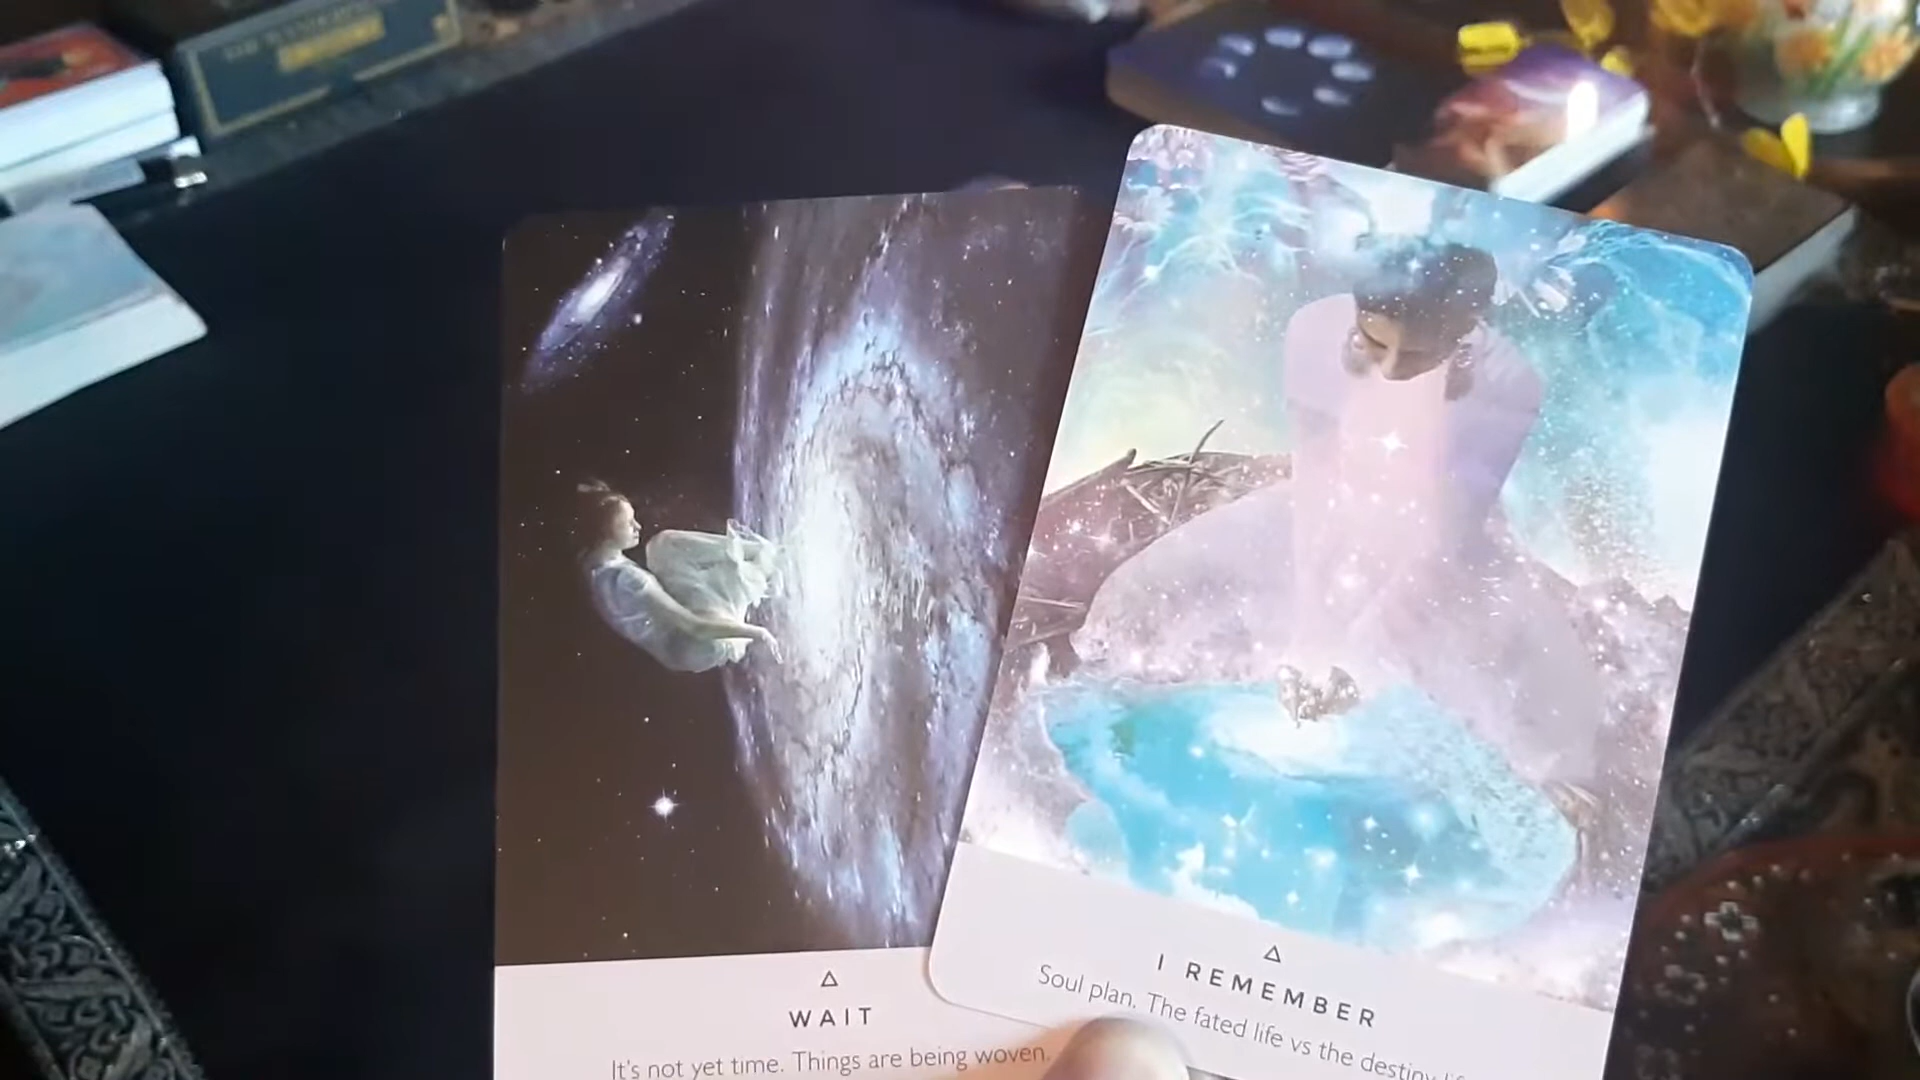 WAIT
It's not yet time. Things are being woven.
I REMEMBER
Soul plan. The fated life vs the destiny